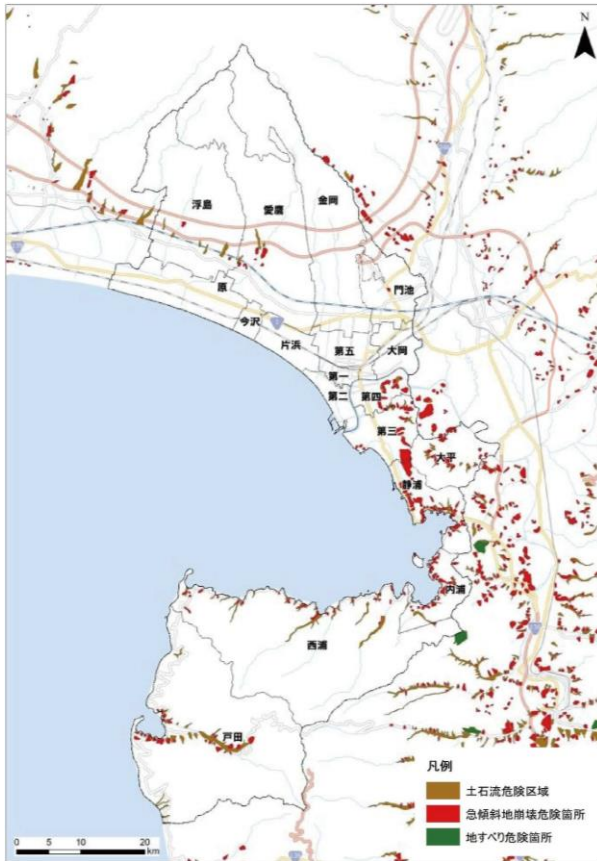 N
浮島
愛鷹
金岡
門池
原
今沢
片浜
第五
大岡
第一
第二
第四
第三
大平
静浦
内浦
西浦
戸田
凡例
土石流危険区域
急傾斜地崩壊危険箇所
地すべり危険箇所
0 5 10 20
km